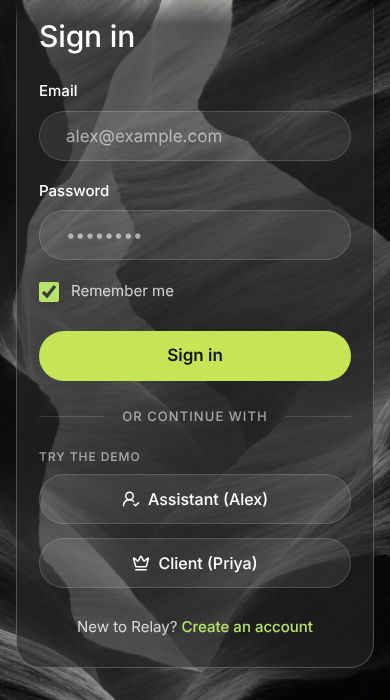 Sign in
Email
alex@example.com
Password
••••••••
Remember me
Sign in
OR CONTINUE WITH
TRY THE DEMO
Assistant (Alex)
Client (Priya)
New to Relay? Create an account